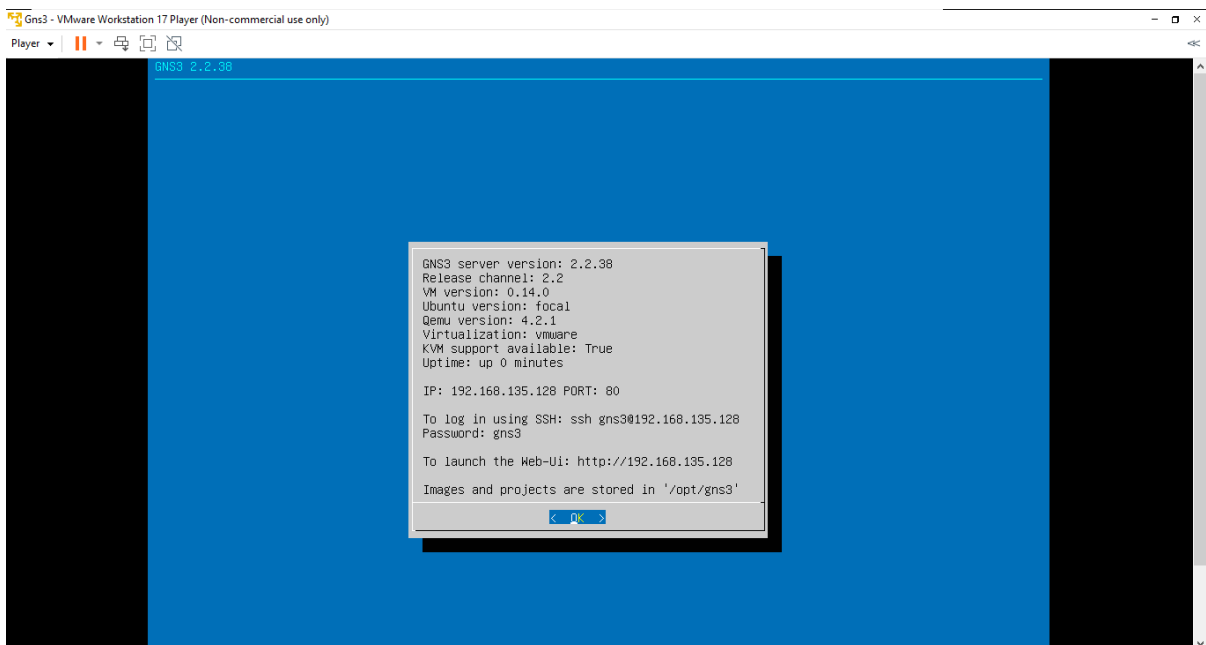 Gns3 - VMware Workstation 17 Player (Non-commercial use only)
Player
GNS3 2.2.38
GNS3 server version: 2.2.38
Release channel: 2.2
VM version: 0.14.0
Ubuntu version: focal
Qemu version: 4.2.1
Virtualization: vmware
KVM support available: True
Uptime: up 0 minutes
IP: 192.168.135.128 PORT: 80
To log in using SSH: ssh gns3@192.168.135.128
Password: gns3
To launch the Web-Ui: http://192.168.135.128
Images and projects are stored in '/opt/gns3'
< OK >